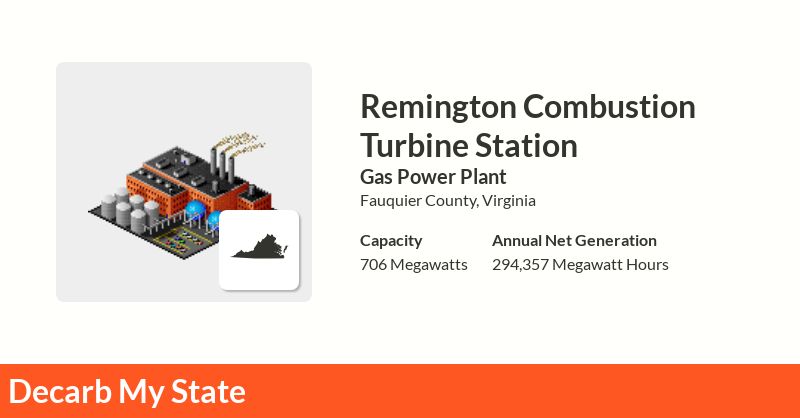 Remington Combustion
Turbine Station
Gas Power Plant
Fauquier County, Virginia
Capacity
706 Megawatts
Annual Net Generation
294,357 Megawatt Hours
Decarb My State